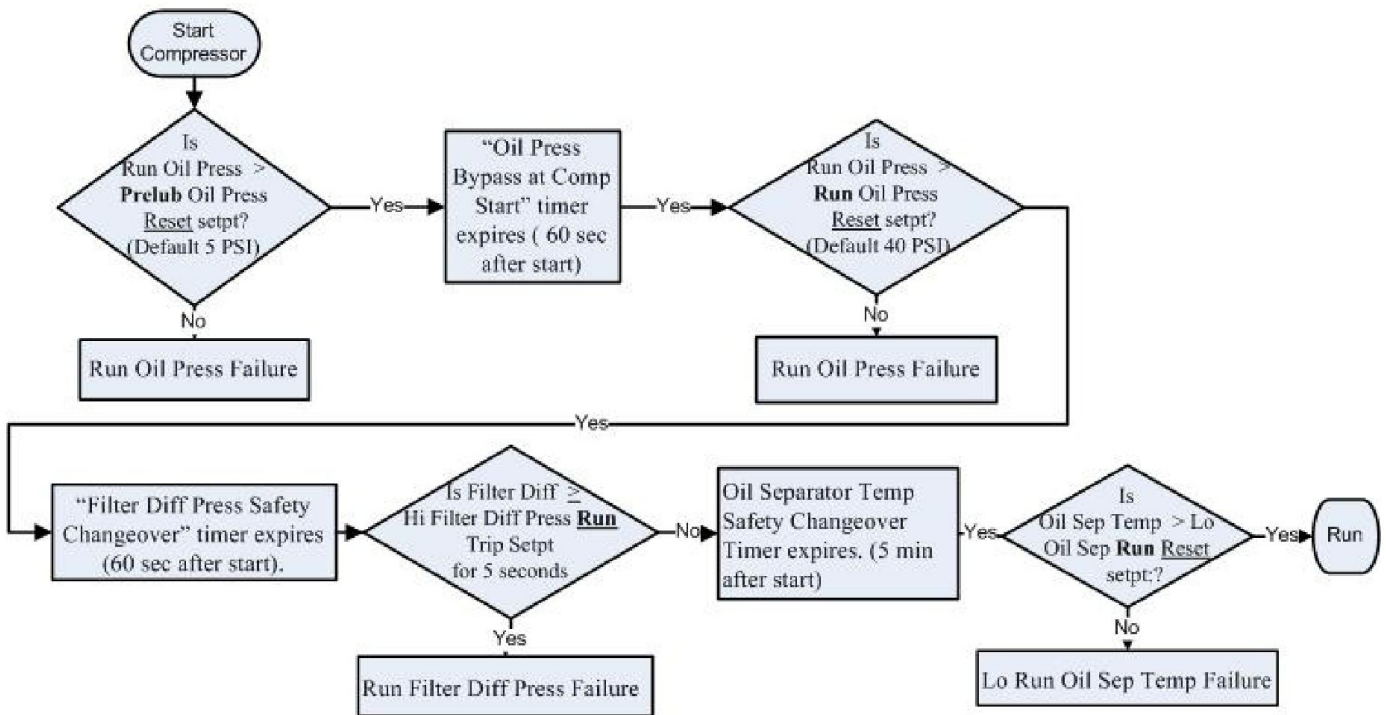 Start
Compressor
Is
Run Oil Press >
Prelub Oil Press
Reset setpt?
(Default 5 PSI)
Yes
“Oil Press
Bypass at Comp
Start” timer
expires ( 60 sec
after start)
Yes
Is
Run Oil Press >
Run Oil Press
Reset setpt?
(Default 40 PSI)
No
Run Oil Press Failure
No
Run Oil Press Failure
Yes
“Filter Diff Press Safety
Changeover” timer expires
(60 sec after start).
Is Filter Diff ≥
Hi Filter Diff Press Run
Trip Setpt
for 5 seconds
No
Oil Separator Temp
Safety Changeover
Timer expires. (5 min
after start)
Yes
Is
Oil Sep Temp > Lo
Oil Sep Run Reset
setpt:?
Yes
Run
Yes
Run Filter Diff Press Failure
No
Lo Run Oil Sep Temp Failure